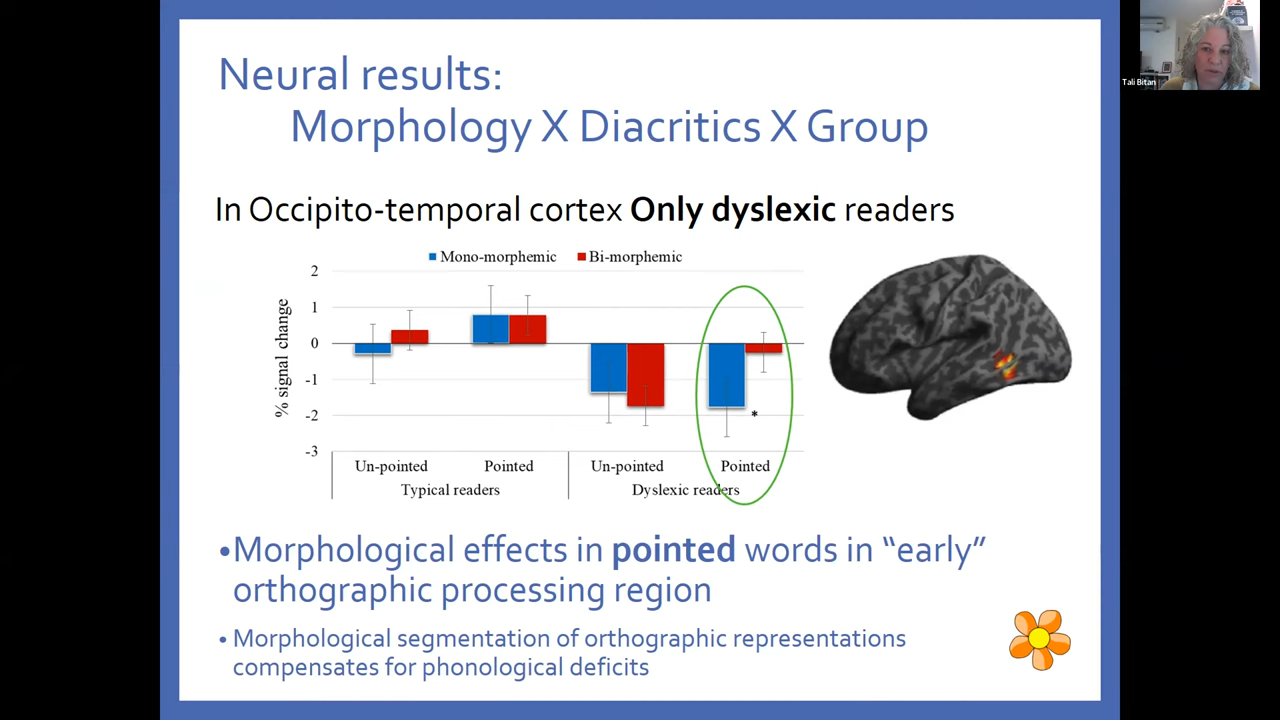 Tali Bitan
Neural results:
Morphology X Diacritics X Group
In Occipito-temporal cortex Only dyslexic readers
Mono-morphemic Bi-morphemic
% signal change
2
1
0
-1
-2
-3
*
Un-pointed Pointed Un-pointed Pointed
Typical readers Dyslexic readers
•Morphological effects in pointed words in “early”
orthographic processing region
• Morphological segmentation of orthographic representations
compensates for phonological deficits